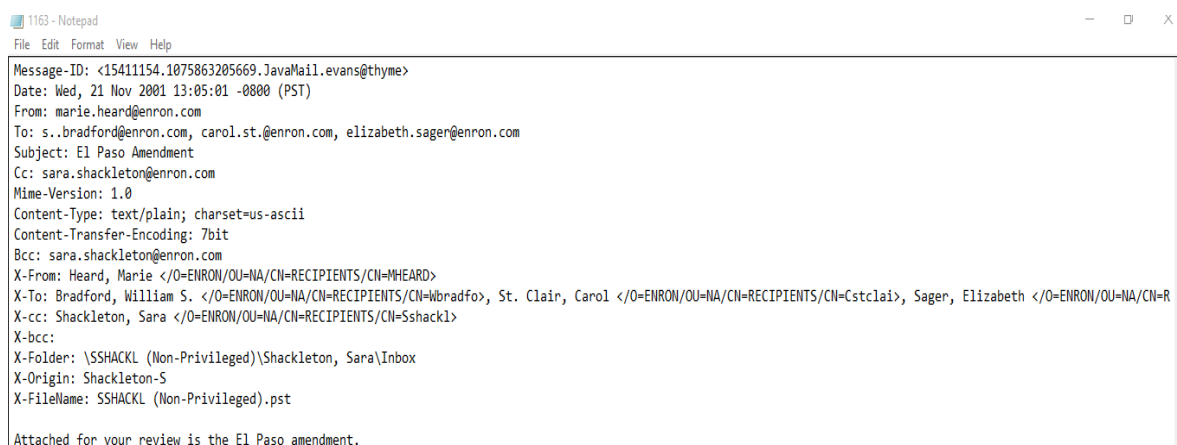 1163 - Notepad
File Edit Format View Help
Message-ID: <15411154.1075863205669.JavaMail.evans@thyme>
Date: Wed, 21 Nov 2001 13:05:01 -0800 (PST)
From: marie.heard@enron.com
To: s..bradford@enron.com, carol.st.@enron.com, elizabeth.sager@enron.com
Subject: El Paso Amendment
Cc: sara.shackleton@enron.com
Mime-Version: 1.0
Content-Type: text/plain; charset=us-ascii
Content-Transfer-Encoding: 7bit
Bcc: sara.shackleton@enron.com
X-From: Heard, Marie </O=ENRON/OU=NA/CN=RECIPIENTS/CN=MHEARD>
X-To: Bradford, William S. </O=ENRON/OU=NA/CN=RECIPIENTS/CN=Wbradfo>, St. Clair, Carol </O=ENRON/OU=NA/CN=RECIPIENTS/CN=Cstclai>, Sager, Elizabeth </O=ENRON/OU=NA/CN=R
X-cc: Shackleton, Sara </O=ENRON/OU=NA/CN=RECIPIENTS/CN=Sshackl>
X-bcc:
X-Folder: \SSHACKL (Non-Privileged)\Shackleton, Sara\Inbox
X-Origin: Shackleton-S
X-FileName: SSHACKL (Non-Privileged).pst
Attached for your review is the El Paso amendment.